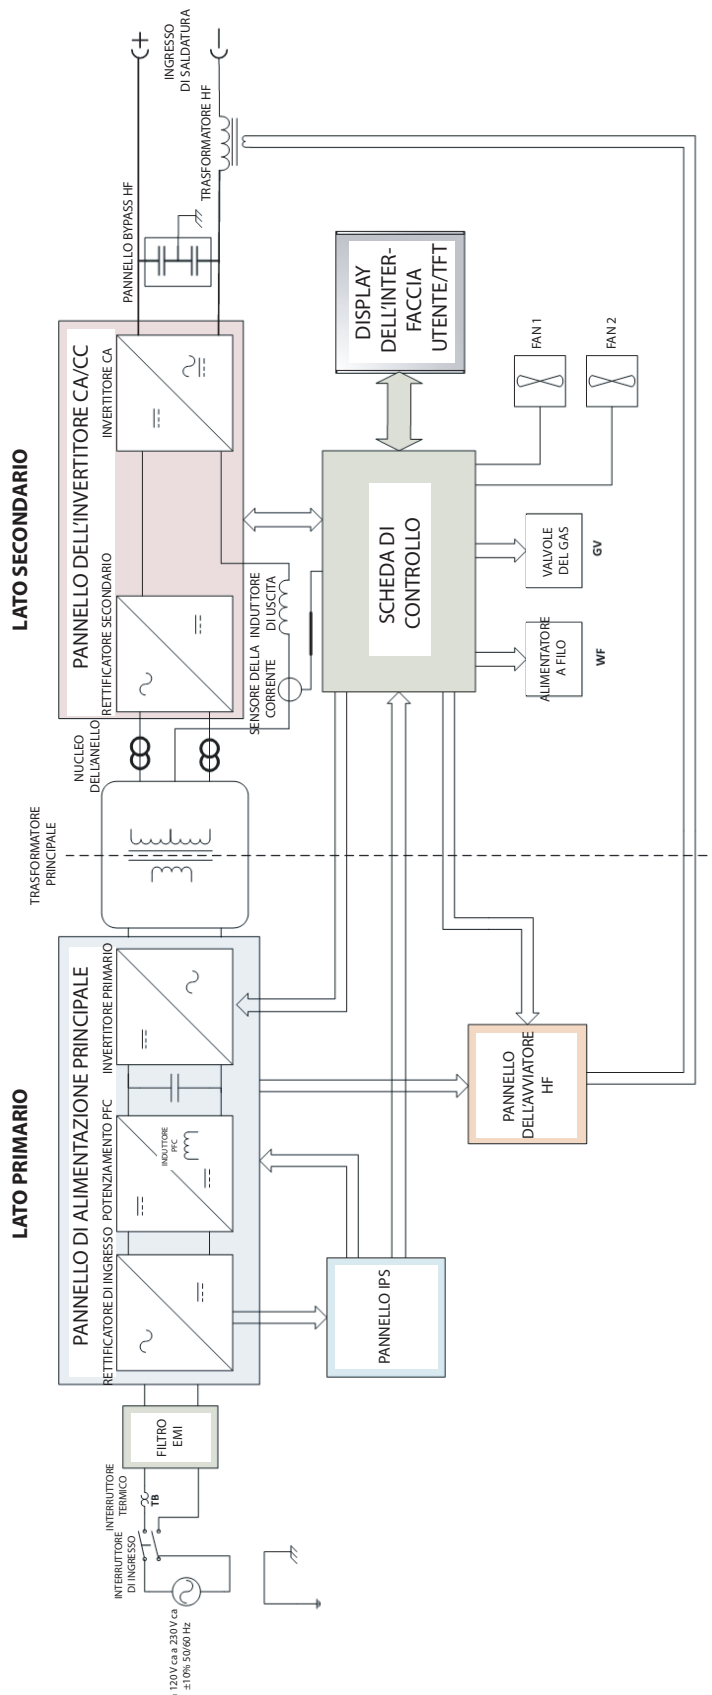 LATO PRIMARIO
LATO SECONDARIO
120 V ca a 230 V ca
±10% 50/60 Hz
INTERRUTTORE
DI INGRESSO
INTERRUTTORE
TERMICO
TB
FILTRO
EMI
PANNELLO DI ALIMENTAZIONE PRINCIPALE
RETTIFICATORE DI INGRESSO
POTENZIAMENTO PFC
INDUTTORE
PFC
INVERTITORE PRIMARIO
TRASFORMATORE
PRINCIPALE
NUCLEO
DELL'ANELLO
PANNELLO DELL'INVERTITORE CA/CC
RETTIFICATORE SECONDARIO
INVERTITORE CA
SENSORE DELLA
CORRENTE
INDUTTORE
DI USCITA
PANNELLO BYPASS HF
TRASFORMATORE HF
INGRESSO
DI SALDATURA
+
−
PANNELLO IPS
PANNELLO
DELL'AVVIATORE
HF
SCHEDA DI
CONTROLLO
DISPLAY
DELL'INTER-
FACCIA
UTENTE/TFT
ALIMENTATORE
A FILO
WF
VALVOLE
DEL GAS
GV
FAN 1
FAN 2